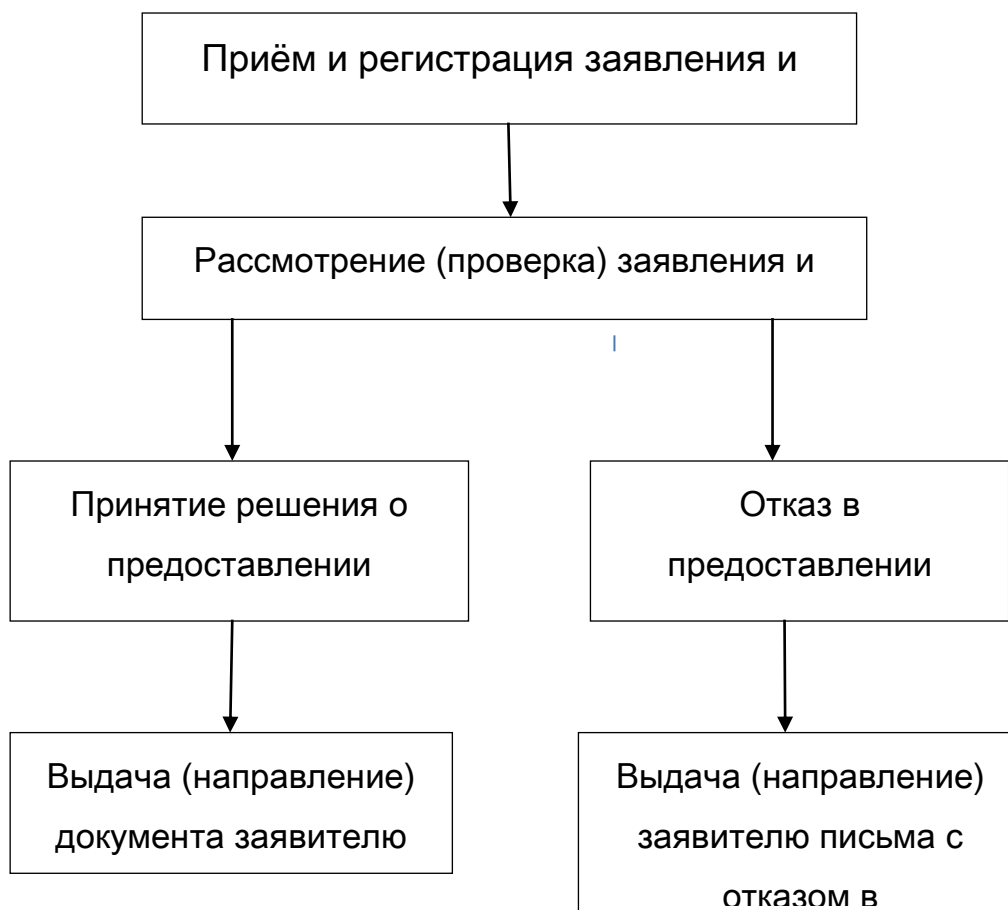 Приём и регистрация заявления и
Рассмотрение (проверка) заявления и
Принятие решения о
предоставлении
Отказ в
предоставлении
Выдача (направление)
документа заявителю
Выдача (направление)
заявителю письма с
отказом в